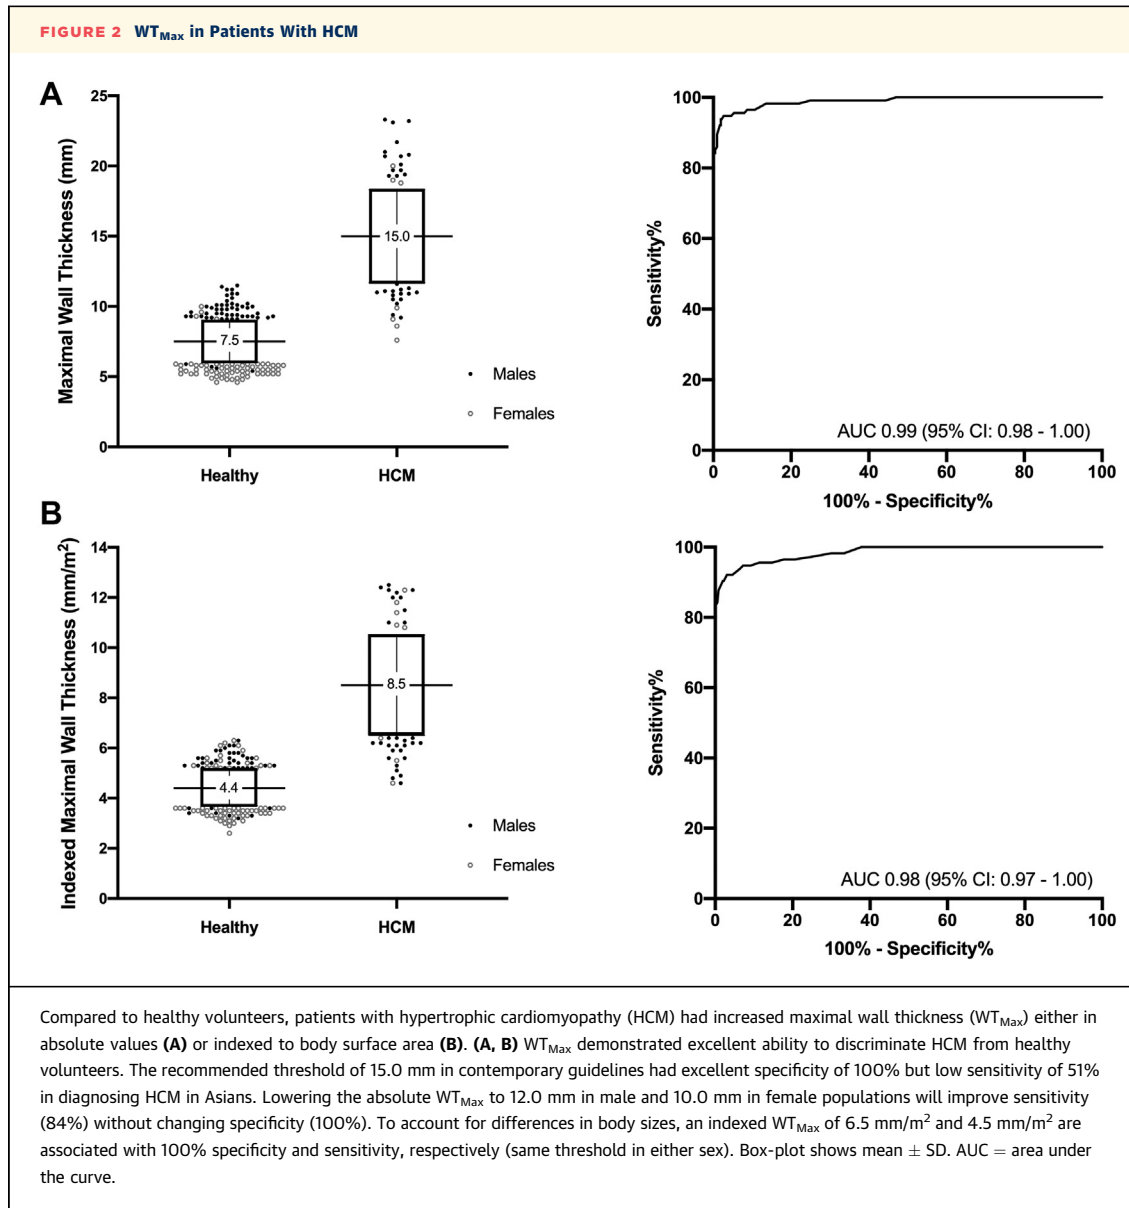 FIGURE 2 WTMax in Patients With HCM
A
Maximal Wall Thickness (mm)
25
20
15
10
5
0
15.0
7.5
Males
Females
Healthy
HCM
Sensitivity%
100
80
60
40
20
0
AUC 0.99 (95% CI: 0.98 - 1.00)
0 20 40 60 80 100
100% - Specificity%
B
Indexed Maximal Wall Thickness (mm/m²)
14
12
10
8
6
4
2
0
8.5
4.4
Males
Females
Healthy
HCM
Sensitivity%
100
80
60
40
20
0
AUC 0.98 (95% CI: 0.97 - 1.00)
0 20 40 60 80 100
100% - Specificity%
Compared to healthy volunteers, patients with hypertrophic cardiomyopathy (HCM) had increased maximal wall thickness (WTMax) either in
absolute values (A) or indexed to body surface area (B). (A, B) WTMax demonstrated excellent ability to discriminate HCM from healthy
volunteers. The recommended threshold of 15.0 mm in contemporary guidelines had excellent specificity of 100% but low sensitivity of 51%
in diagnosing HCM in Asians. Lowering the absolute WTMax to 12.0 mm in male and 10.0 mm in female populations will improve sensitivity
(84%) without changing specificity (100%). To account for differences in body sizes, an indexed WTMax of 6.5 mm/m² and 4.5 mm/m² are
associated with 100% specificity and sensitivity, respectively (same threshold in either sex). Box-plot shows mean ± SD. AUC = area under
the curve.